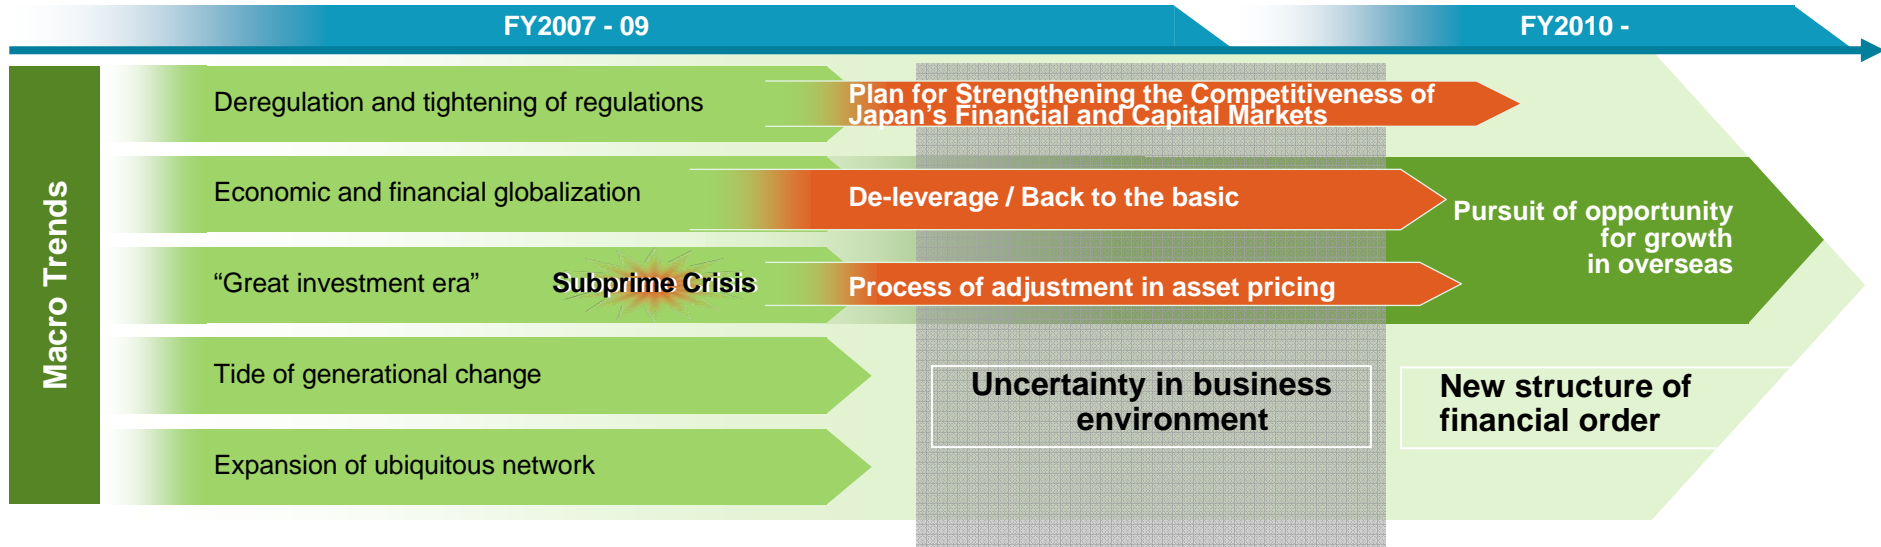 FY2007 - 09
FY2010 -
Macro Trends
Deregulation and tightening of regulations
Plan for Strengthening the Competitiveness of
Japan’s Financial and Capital Markets
Economic and financial globalization
De-leverage / Back to the basic
Pursuit of opportunity
for growth
in overseas
“Great investment era”
Subprime Crisis
Process of adjustment in asset pricing
Tide of generational change
Uncertainty in business
environment
New structure of
financial order
Expansion of ubiquitous network